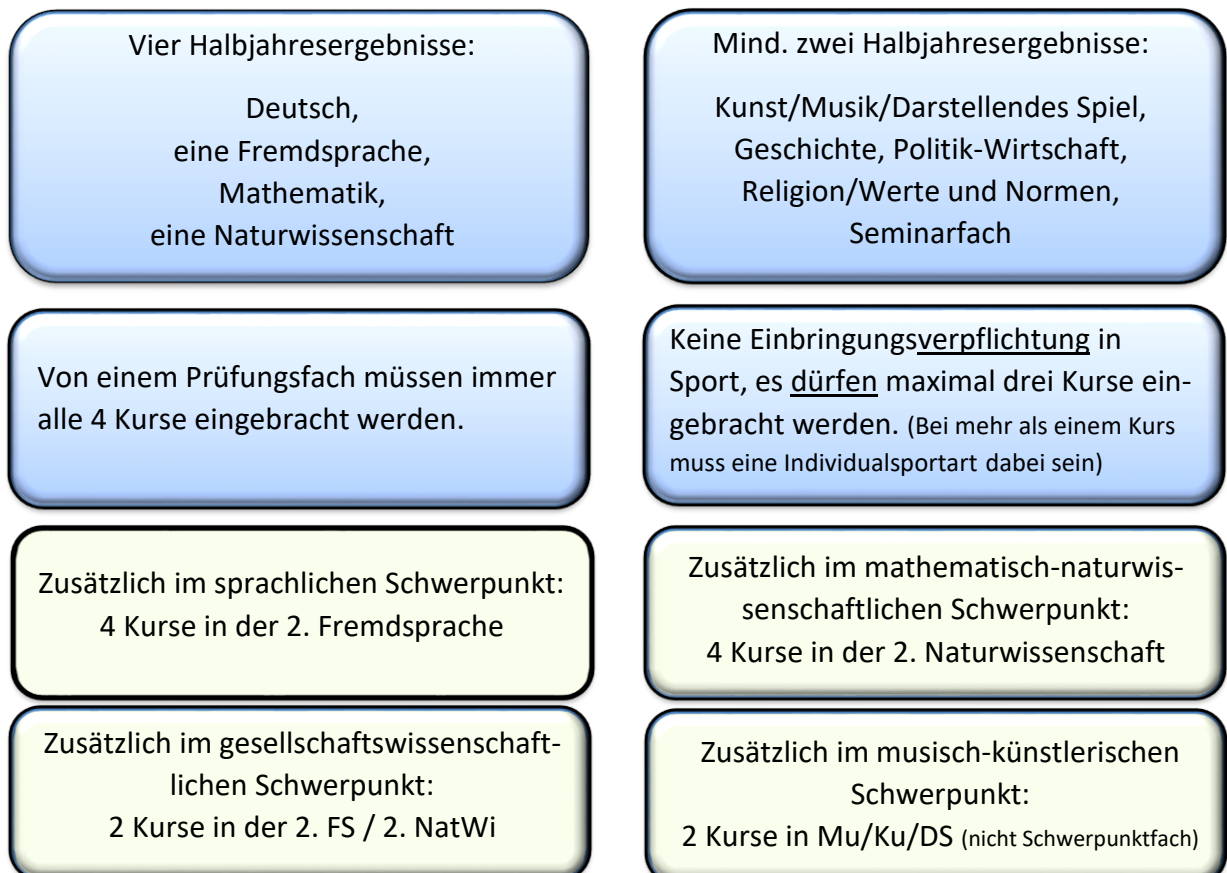 Vier Halbjahresergebnisse:
Deutsch,
eine Fremdsprache,
Mathematik,
eine Naturwissenschaft
Mind. zwei Halbjahresergebnisse:
Kunst/Musik/Darstellendes Spiel,
Geschichte, Politik-Wirtschaft,
Religion/Werte und Normen,
Seminarfach
Von einem Prüfungsfach müssen immer
alle 4 Kurse eingebracht werden.
Keine Einbringungsverpflichtung in
Sport, es dürfen maximal drei Kurse ein-
gebracht werden. (Bei mehr als einem Kurs
muss eine Individualsportart dabei sein)
Zusätzlich im sprachlichen Schwerpunkt:
4 Kurse in der 2. Fremdsprache
Zusätzlich im mathematisch-naturwis-
senschaftlichen Schwerpunkt:
4 Kurse in der 2. Naturwissenschaft
Zusätzlich im gesellschaftswissenschaft-
lichen Schwerpunkt:
2 Kurse in der 2. FS / 2. NatWi
Zusätzlich im musisch-künstlerischen
Schwerpunkt:
2 Kurse in Mu/Ku/DS (nicht Schwerpunktfach)